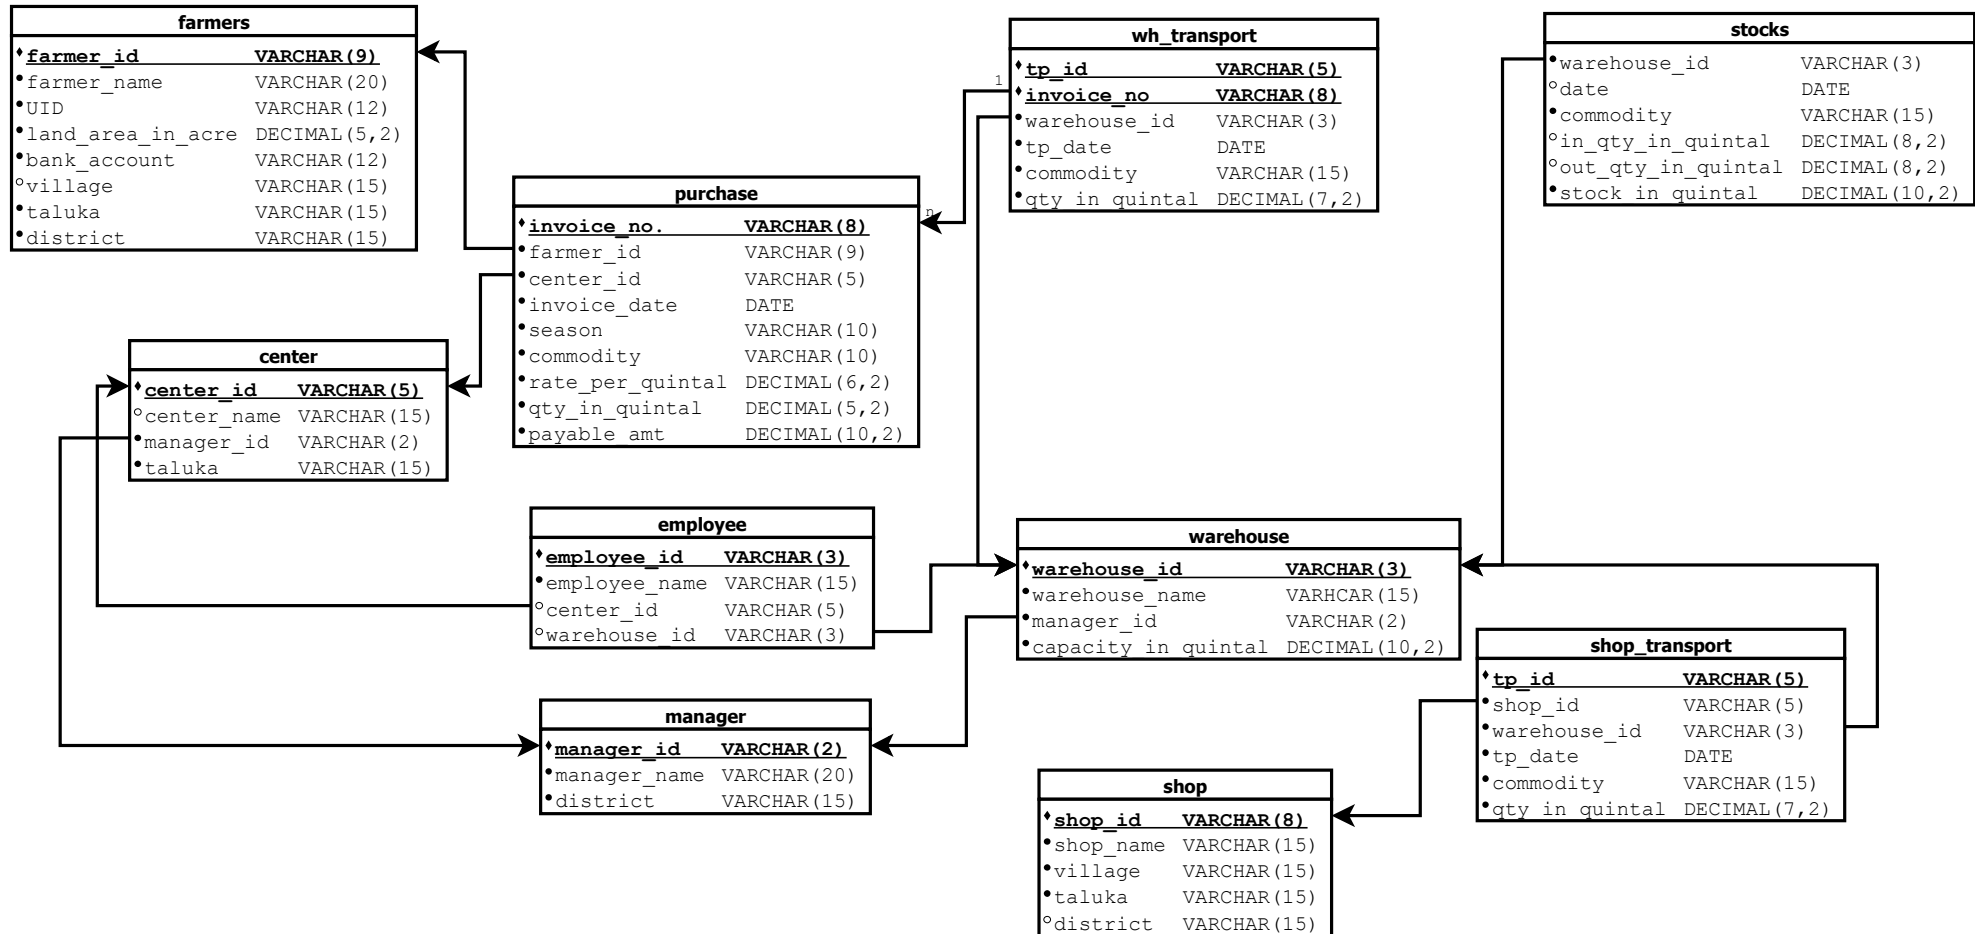 farmers
farmer_id VARCHAR(9)
farmer_name VARCHAR(20)
UID VARCHAR(12)
land_area_in_acre DECIMAL(5,2)
bank_account VARCHAR(12)
village VARCHAR(15)
taluka VARCHAR(15)
district VARCHAR(15)
wh_transport
tp_id VARCHAR(5)
invoice_no VARCHAR(8)
warehouse_id VARCHAR(3)
tp_date DATE
commodity VARCHAR(15)
qty_in_quintal DECIMAL(7,2)
1
n
stocks
warehouse_id VARCHAR(3)
date DATE
commodity VARCHAR(15)
in_qty_in_quintal DECIMAL(8,2)
out_qty_in_quintal DECIMAL(8,2)
stock_in_quintal DECIMAL(10,2)
purchase
invoice_no. VARCHAR(8)
farmer_id VARCHAR(9)
center_id VARCHAR(5)
invoice_date DATE
season VARCHAR(10)
commodity VARCHAR(10)
rate_per_quintal DECIMAL(6,2)
qty_in_quintal DECIMAL(5,2)
payable_amt DECIMAL(10,2)
center
center_id VARCHAR(5)
center_name VARCHAR(15)
manager_id VARCHAR(2)
taluka VARCHAR(15)
employee
employee_id VARCHAR(3)
employee_name VARCHAR(15)
center_id VARCHAR(5)
warehouse_id VARCHAR(3)
warehouse
warehouse_id VARCHAR(3)
warehouse_name VARHCAR(15)
manager_id VARCHAR(2)
capacity_in_quintal DECIMAL(10,2)
shop_transport
tp_id VARCHAR(5)
shop_id VARCHAR(5)
warehouse_id VARCHAR(3)
tp_date DATE
commodity VARCHAR(15)
qty_in_quintal DECIMAL(7,2)
manager
manager_id VARCHAR(2)
manager_name VARCHAR(20)
district VARCHAR(15)
shop
shop_id VARCHAR(8)
shop_name VARCHAR(15)
village VARCHAR(15)
taluka VARCHAR(15)
district VARCHAR(15)